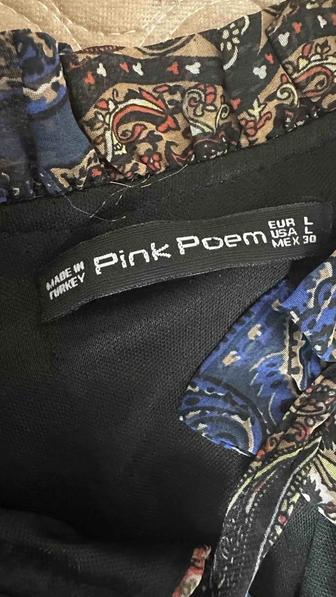 MADE IN
TURKEY
Pink Poem
EUR L
USA L
MEX 30